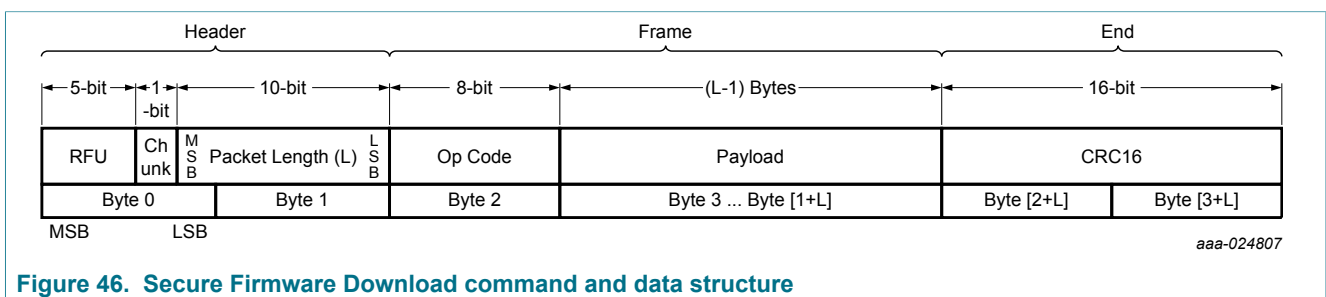 Header Frame End
5-bit 1 -bit 10-bit 8-bit (L-1) Bytes 16-bit
RFU Ch unk MSB Packet Length (L) LSB Op Code Payload CRC16
Byte 0 Byte 1 Byte 2 Byte 3 ... Byte [1+L] Byte [2+L] Byte [3+L]
MSB LSB
aaa-024807
Figure 46. Secure Firmware Download command and data structure